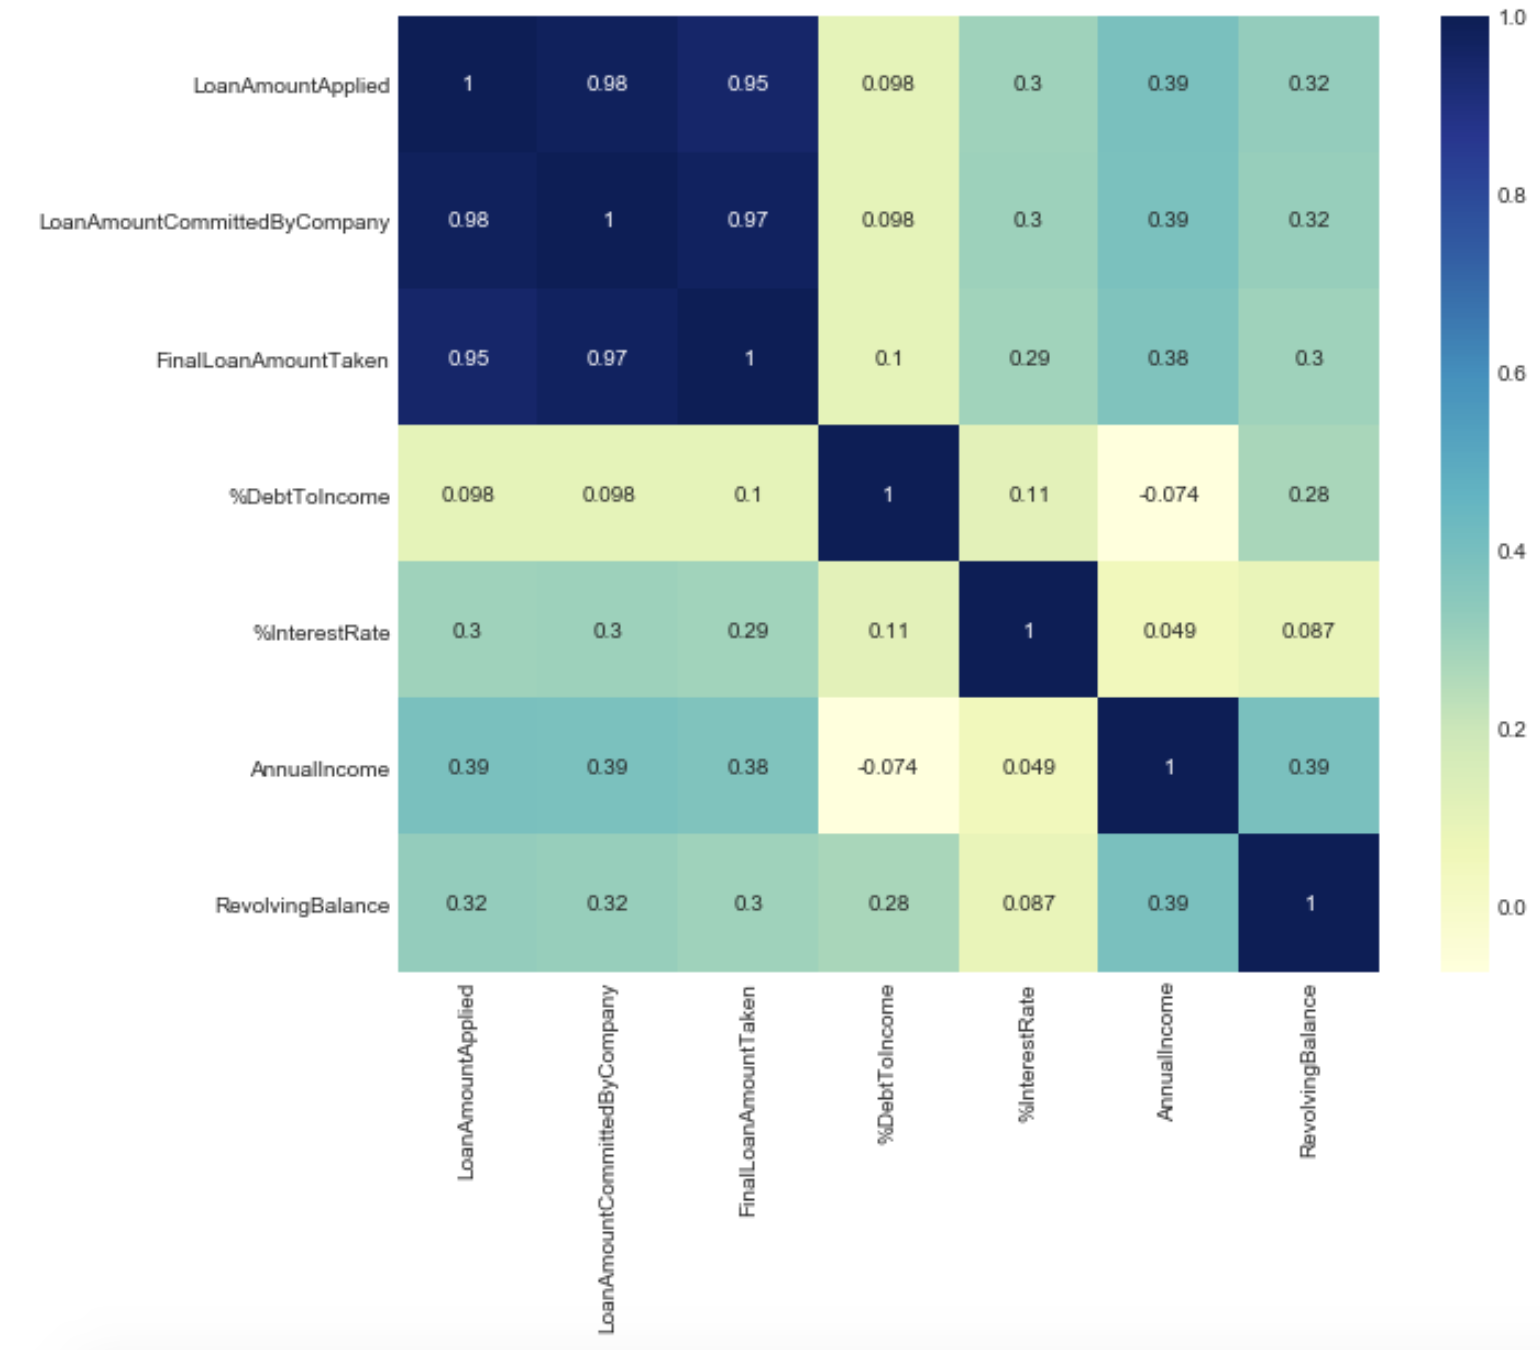 LoanAmountApplied 1 0.98 0.95 0.098 0.3 0.39 0.32
LoanAmountCommittedByCompany 0.98 1 0.97 0.098 0.3 0.39 0.32
FinalLoanAmountTaken 0.95 0.97 1 0.1 0.29 0.38 0.3
%DebtToIncome 0.098 0.098 0.1 1 0.11 -0.074 0.28
%InterestRate 0.3 0.3 0.29 0.11 1 0.049 0.087
AnnualIncome 0.39 0.39 0.38 -0.074 0.049 1 0.39
RevolvingBalance 0.32 0.32 0.3 0.28 0.087 0.39 1
LoanAmountApplied
LoanAmountCommittedByCompany
FinalLoanAmountTaken
%DebtToIncome
%InterestRate
AnnualIncome
RevolvingBalance
1.0
0.8
0.6
0.4
0.2
0.0